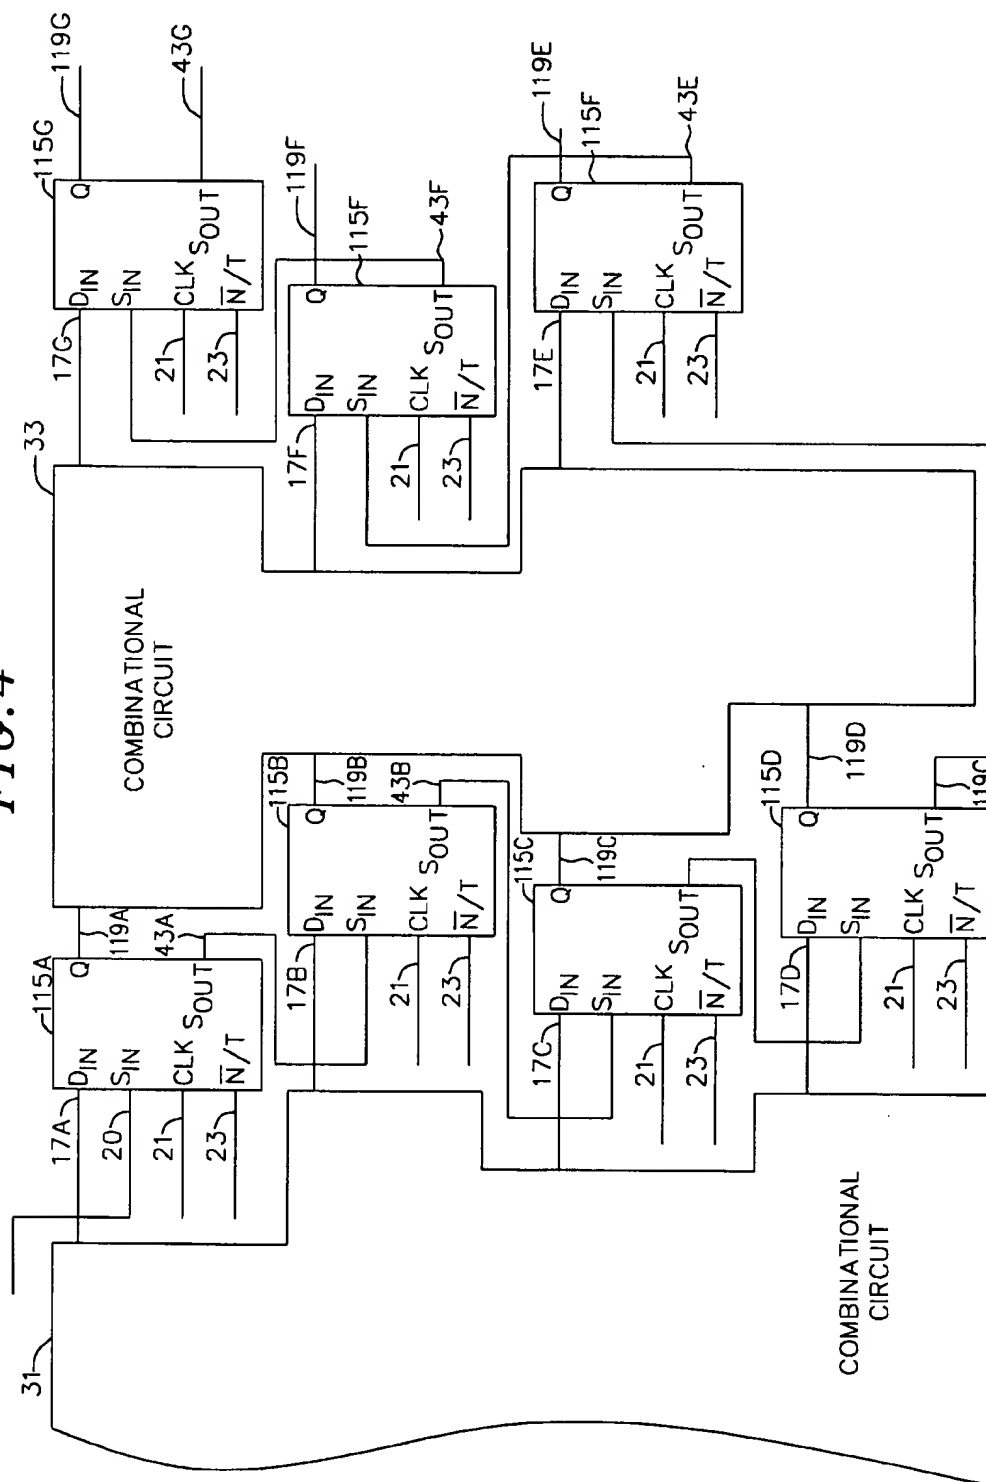 FIG.4
31
17A
20
21
23
115A
DIN
SIN
CLK
N̅/T
Q
SOUT
119A
43A
33
COMBINATIONAL
CIRCUIT
17G
21
23
115G
DIN
SIN
CLK
N̅/T
Q
SOUT
119G
43G
17B
21
23
115B
DIN
SIN
CLK
N̅/T
Q
SOUT
119B
43B
17F
21
23
115F
DIN
SIN
CLK
N̅/T
Q
SOUT
119F
43F
17C
21
23
115C
DIN
SIN
CLK
N̅/T
Q
SOUT
119C
17E
21
23
115F
DIN
SIN
CLK
N̅/T
Q
SOUT
119E
43E
COMBINATIONAL
CIRCUIT
17D
21
23
115D
DIN
SIN
CLK
N̅/T
Q
SOUT
119D
119C